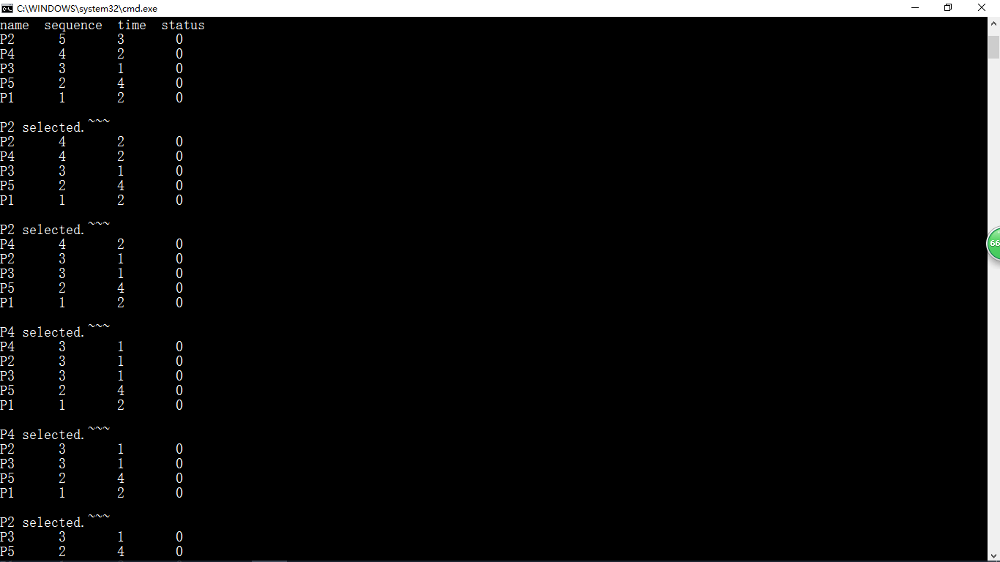 C:\WINDOWS\system32\cmd.exe
name  sequence  time  status
P2      5       3       0
P4      4       2       0
P3      3       1       0
P5      2       4       0
P1      1       2       0
P2 selected.~~~
P2      4       2       0
P4      4       2       0
P3      3       1       0
P5      2       4       0
P1      1       2       0
P2 selected.~~~
P4      4       2       0
P2      3       1       0
P3      3       1       0
P5      2       4       0
P1      1       2       0
P4 selected.~~~
P4      3       1       0
P2      3       1       0
P3      3       1       0
P5      2       4       0
P1      1       2       0
P4 selected.~~~
P2      3       1       0
P3      3       1       0
P5      2       4       0
P1      1       2       0
P2 selected.~~~
P3      3       1       0
P5      2       4       0
66